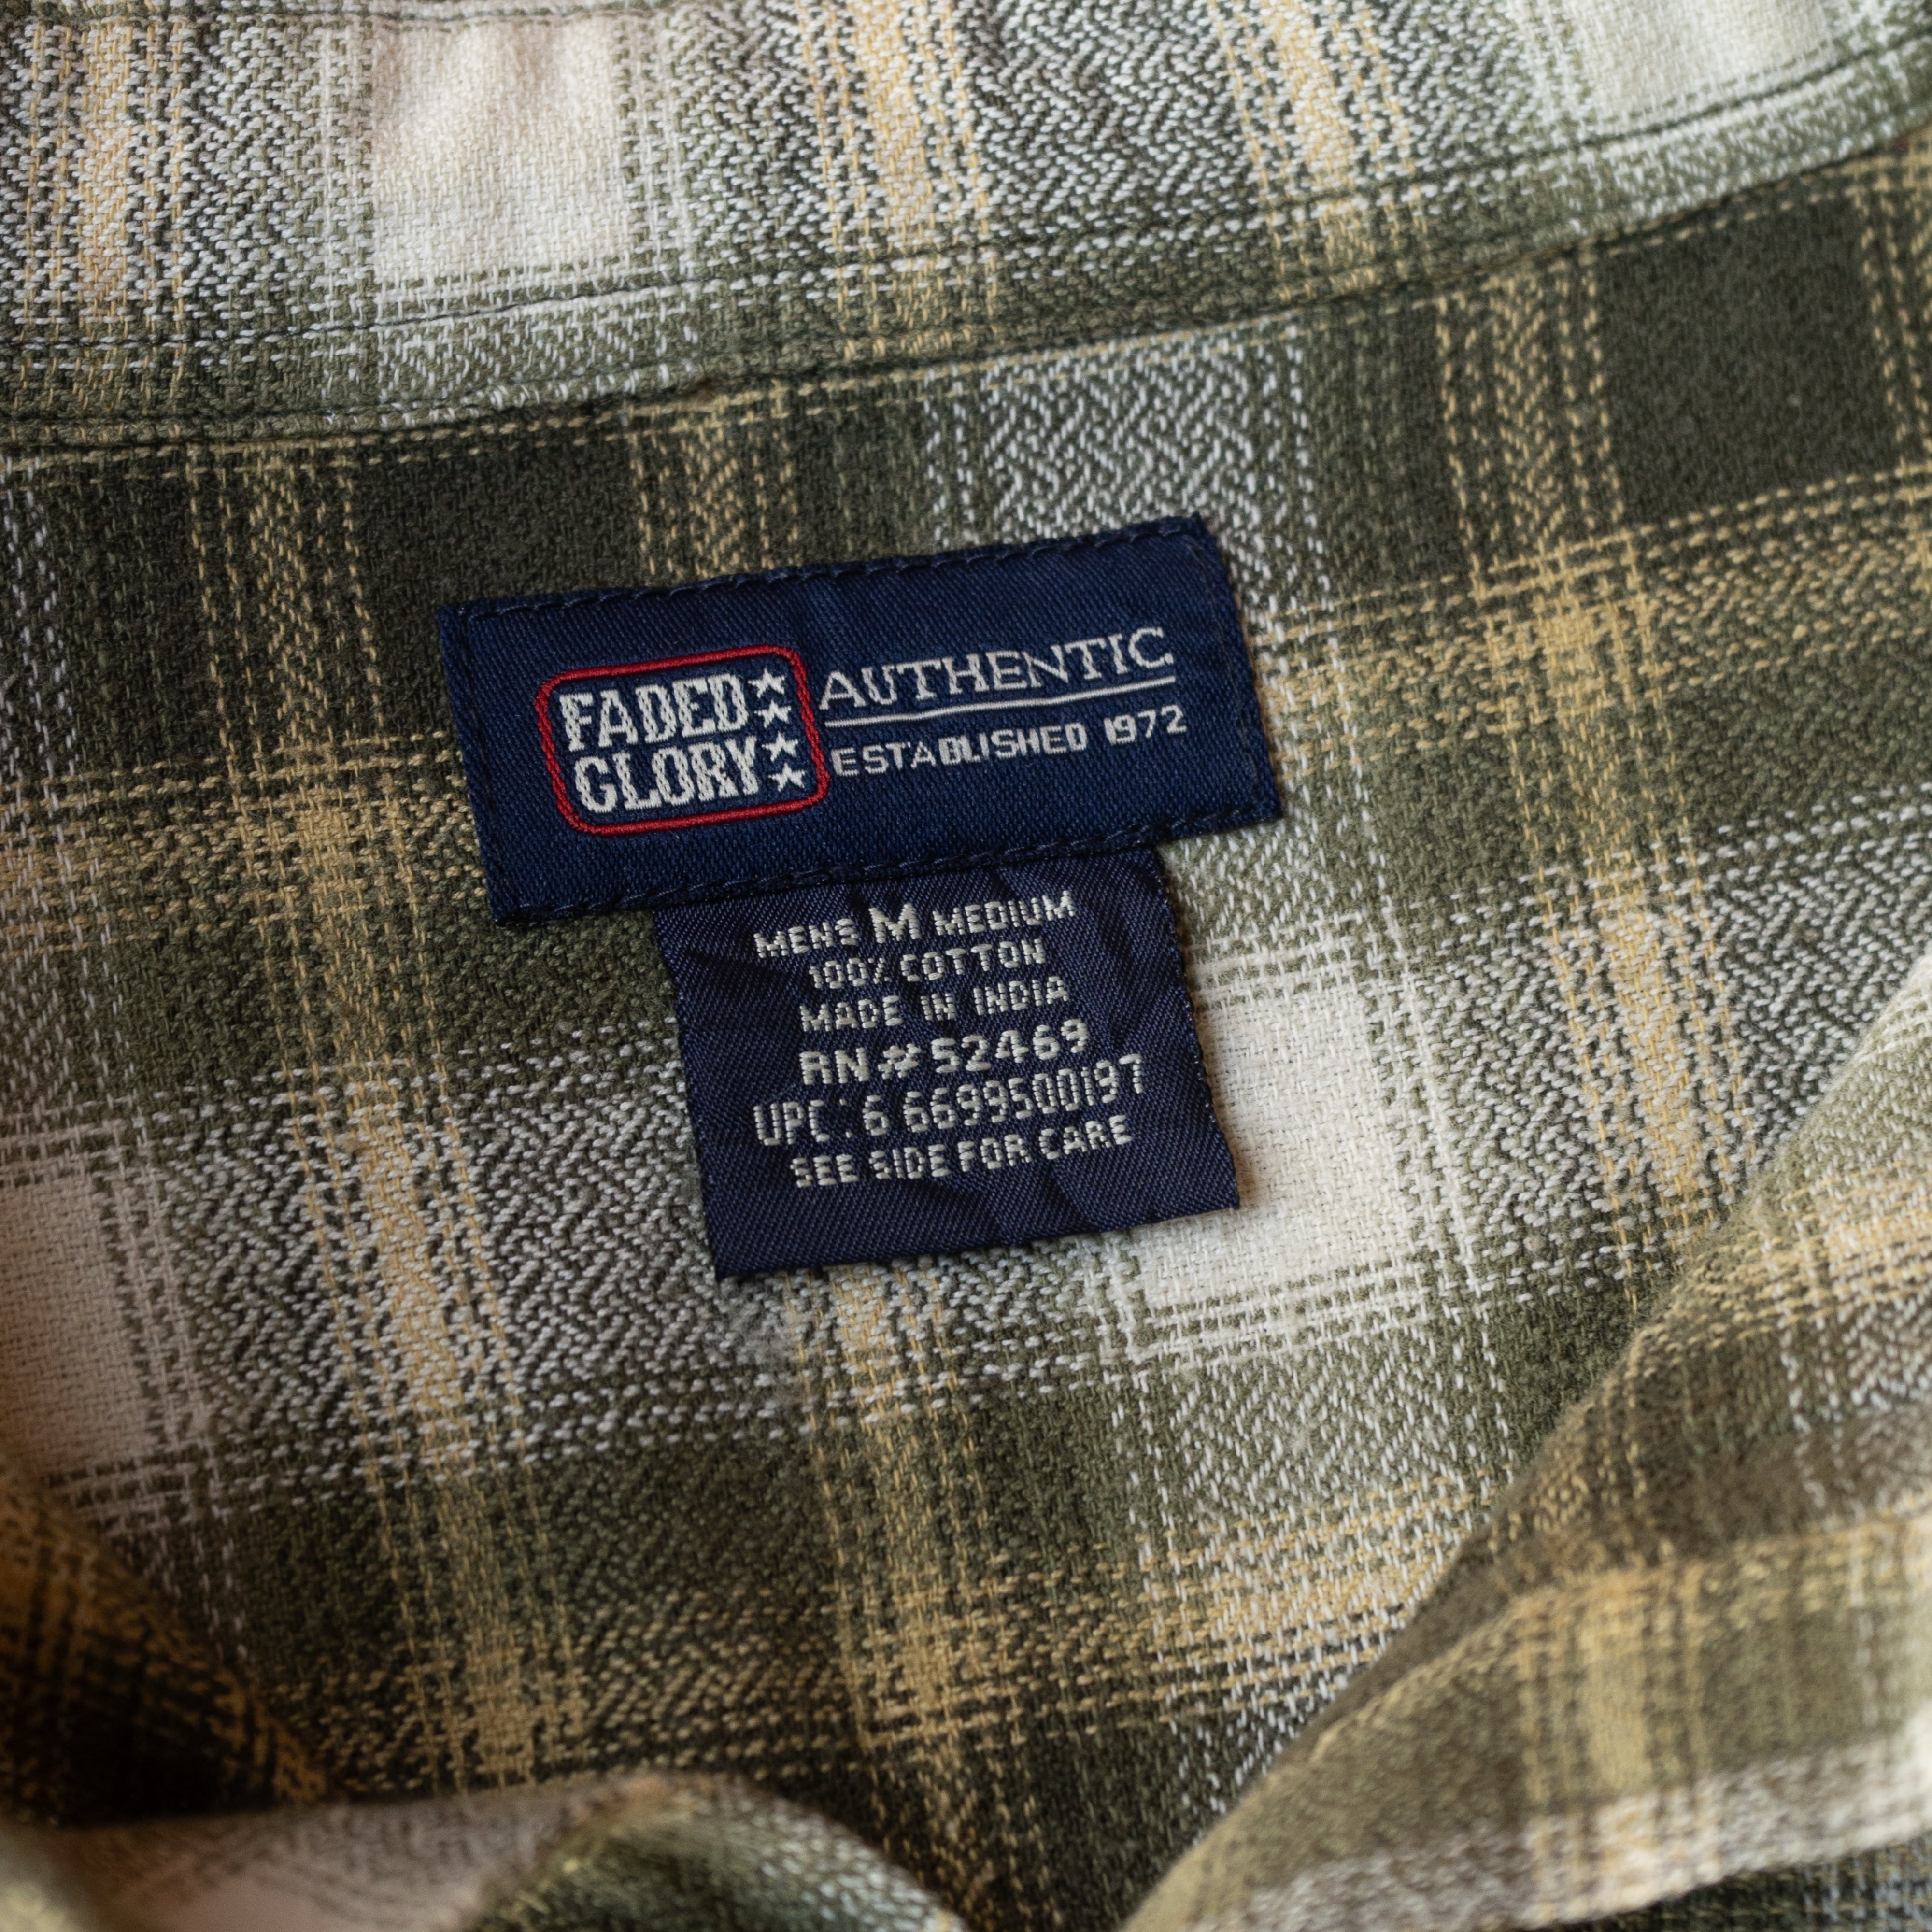 FADED GLORY
AUTHENTIC
ESTABLISHED 1972
MENS M MEDIUM
100% COTTON
MADE IN INDIA
RN#52469
UPC:6 6699500197
SEE SIDE FOR CARE